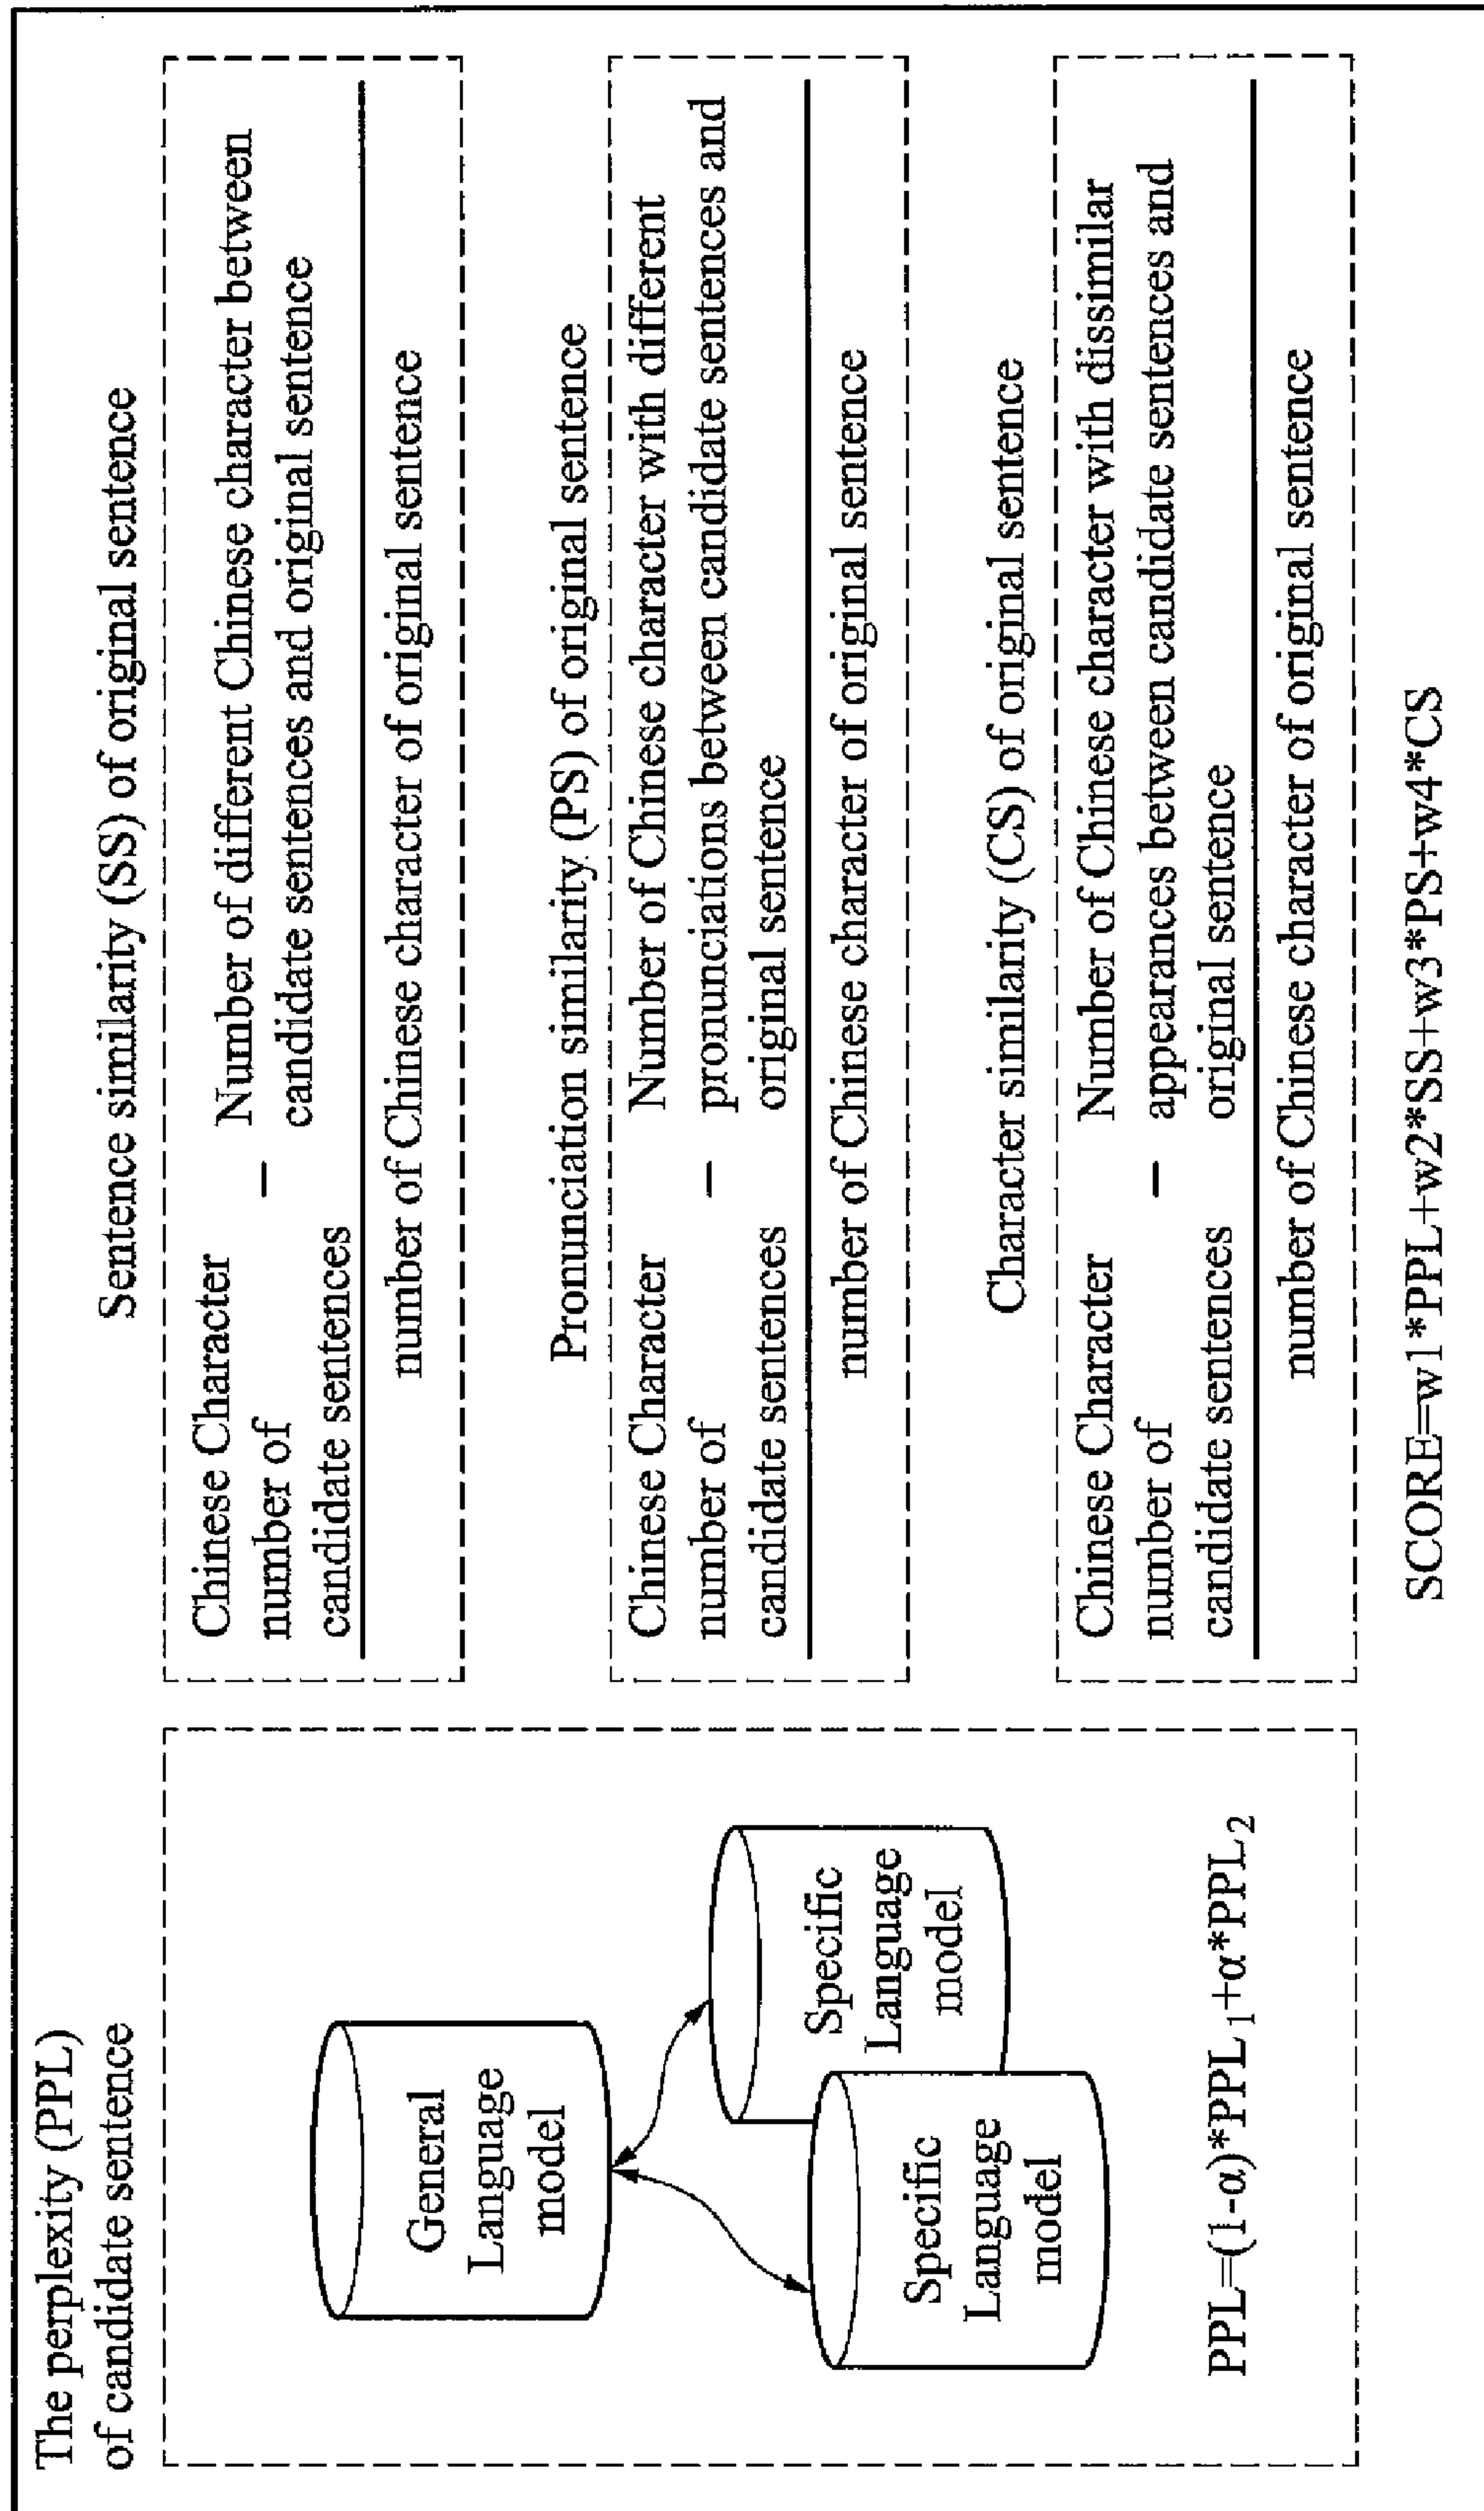 The perplexity (PPL)
of candidate sentence
General
Language
model
Specific
Language
model
Specific
Language
model
PPL=(1-α)*PPL₁+α*PPL₂
Sentence similarity (SS) of original sentence
Chinese Character
number of
candidate sentences
−
Number of different Chinese character between
candidate sentences and original sentence
number of Chinese character of original sentence
Pronunciation similarity (PS) of original sentence
Chinese Character
number of
candidate sentences
−
Number of Chinese character with different
pronunciations between candidate sentences and
original sentence
number of Chinese character of original sentence
Character similarity (CS) of original sentence
Chinese Character
number of
candidate sentences
−
Number of Chinese character with dissimilar
appearances between candidate sentences and
original sentence
number of Chinese character of original sentence
SCORE=w1*PPL+w2*SS+w3*PS+w4*CS